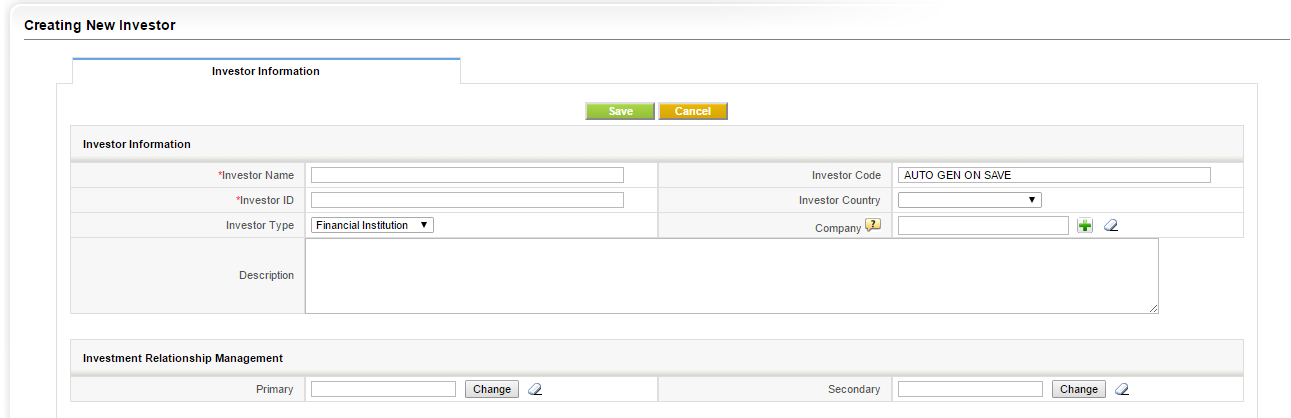 Creating New Investor
Investor Information
Save Cancel
Investor Information
*Investor Name Investor Code AUTO GEN ON SAVE
*Investor ID Investor Country
Investor Type Financial Institution Company ?
Description
Investment Relationship Management
Primary Change Secondary Change